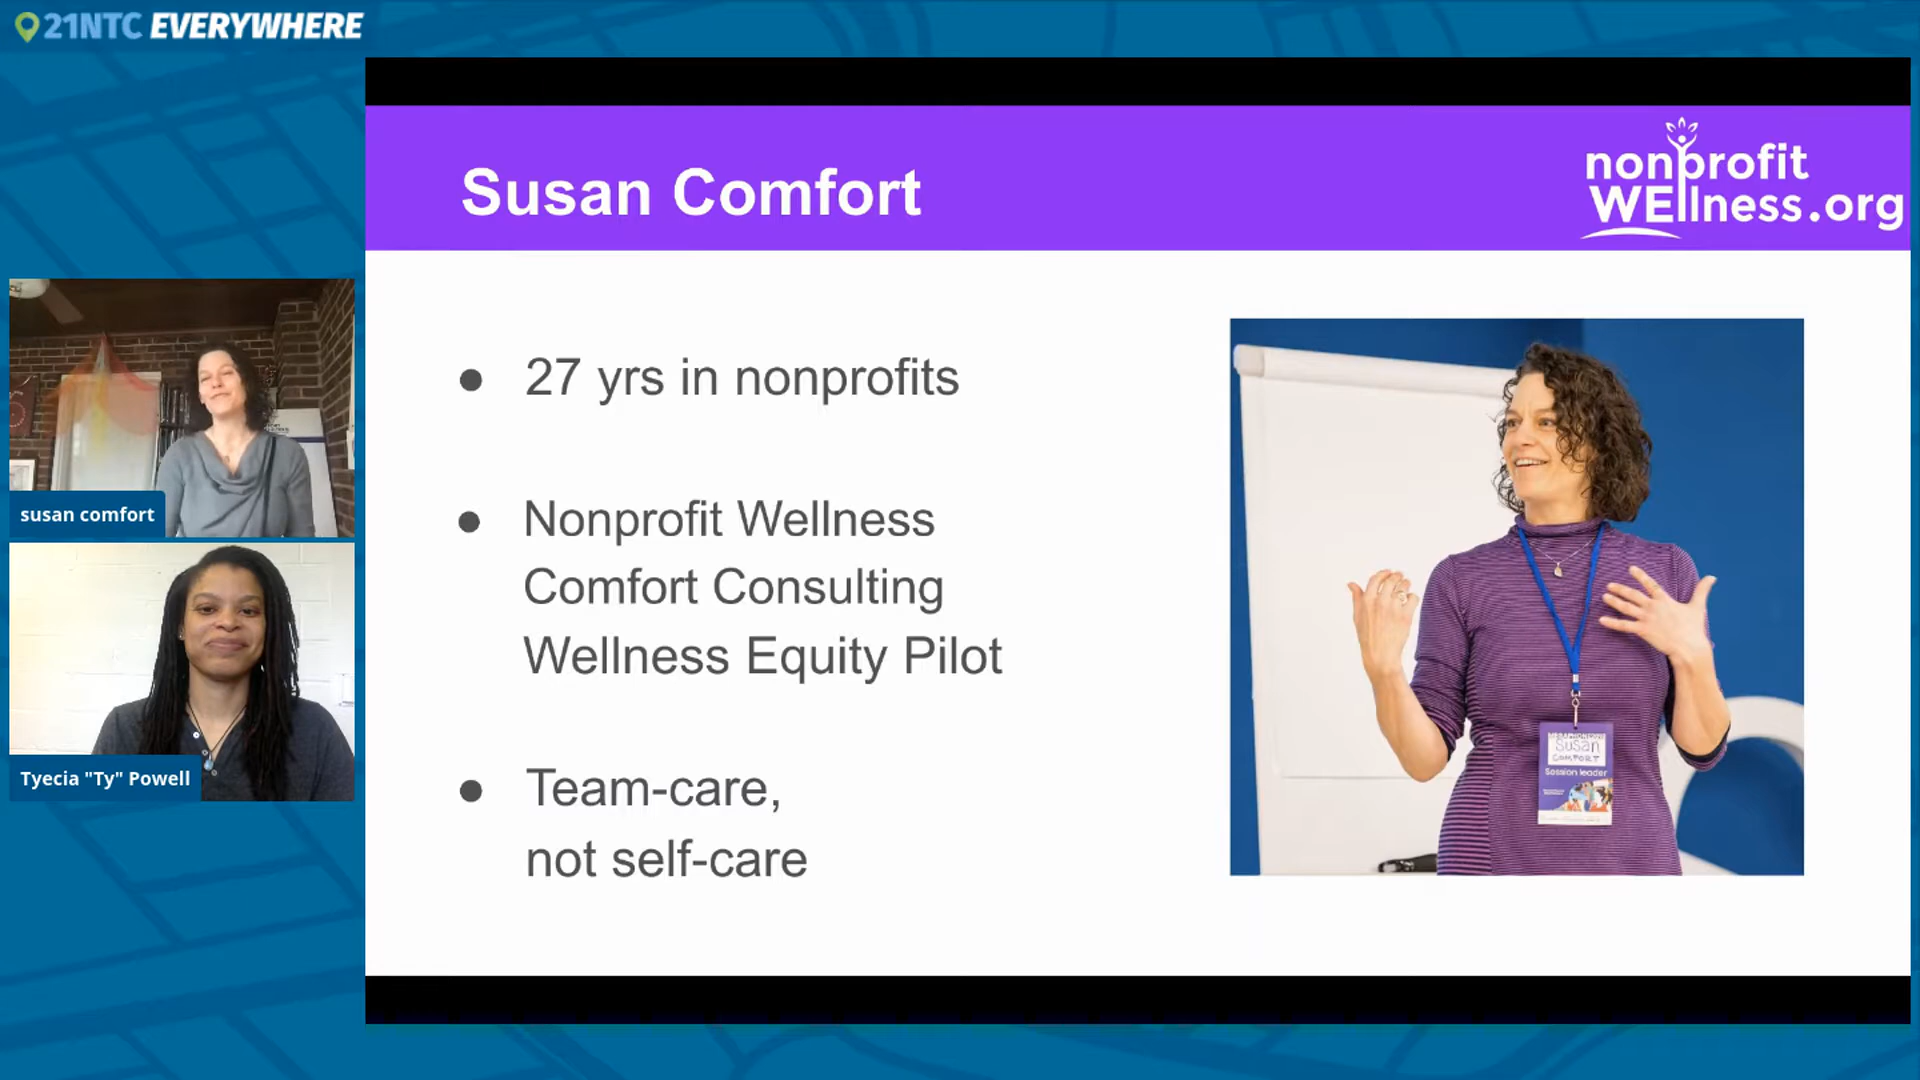 21NTC EVERYWHERE
Susan Comfort
nonprofit
WEllness.org
27 yrs in nonprofits
Nonprofit Wellness
Comfort Consulting
Wellness Equity Pilot
Team-care,
not self-care
susan comfort
Tyecia "Ty" Powell
Susan
COMFORT
Session leader